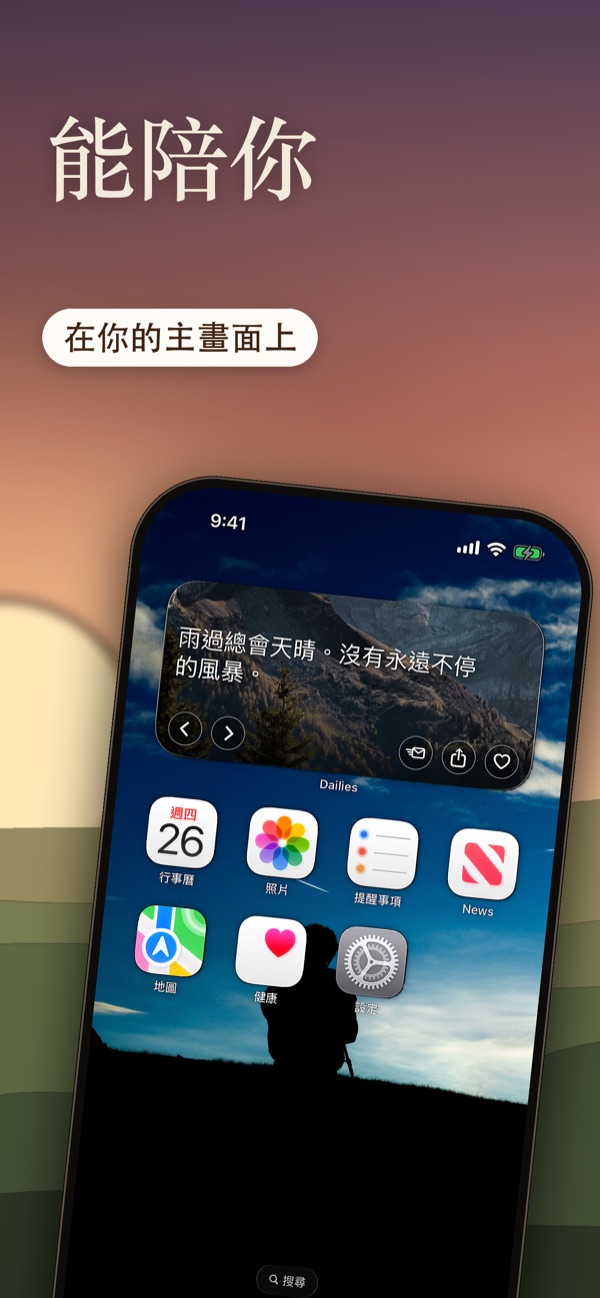 能陪你
在你的主畫面上
9:41
雨過總會天晴。沒有永遠不停
的風暴。
Dailies
週四
26
行事曆
照片
提醒事項
News
地圖
健康
設定
搜尋